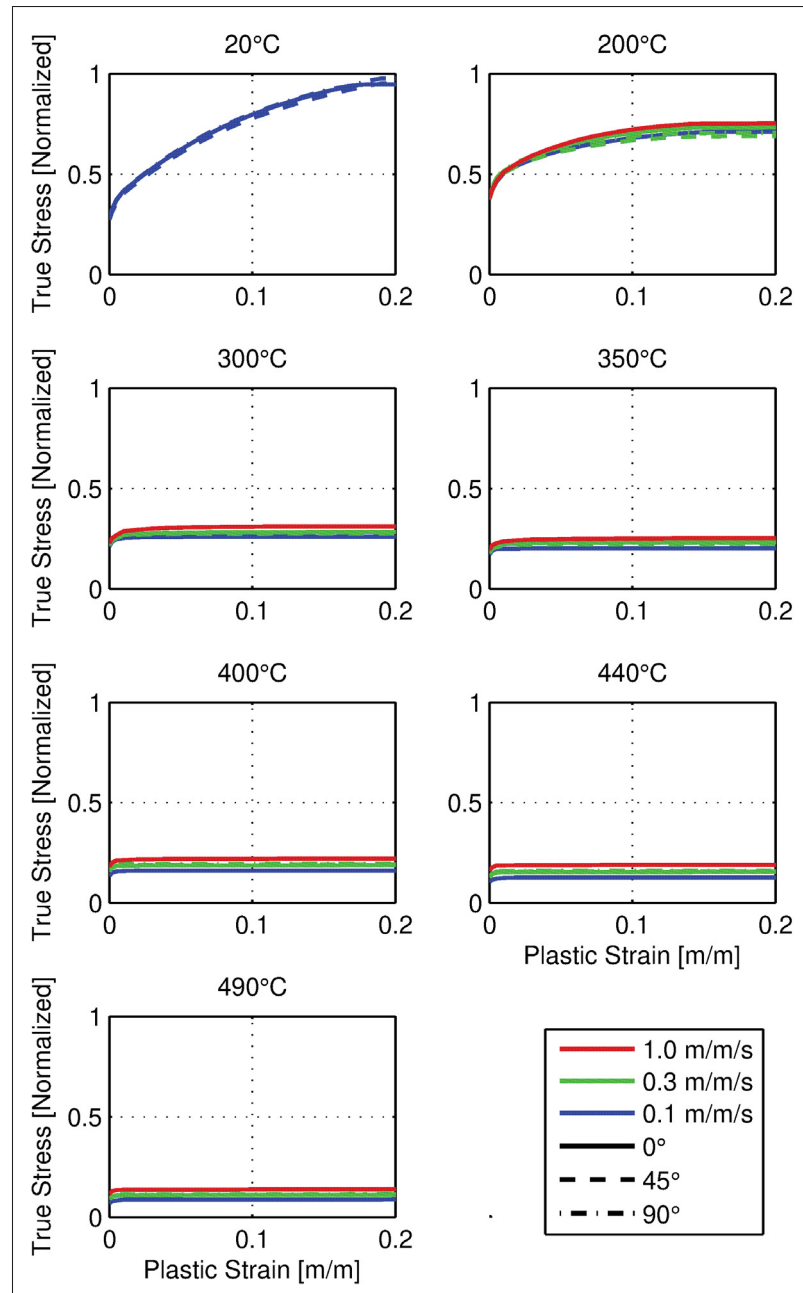 20°C
200°C
True Stress [Normalized]
1
0.5
0
0
0.1
0.2
1
0.5
0
0
0.1
0.2
300°C
350°C
True Stress [Normalized]
1
0.5
0
0
0.1
0.2
1
0.5
0
0
0.1
0.2
400°C
440°C
True Stress [Normalized]
1
0.5
0
0
0.1
0.2
1
0.5
0
0
0.1
0.2
Plastic Strain [m/m]
490°C
True Stress [Normalized]
1
0.5
0
0
0.1
0.2
Plastic Strain [m/m]
1.0 m/m/s
0.3 m/m/s
0.1 m/m/s
0°
45°
90°